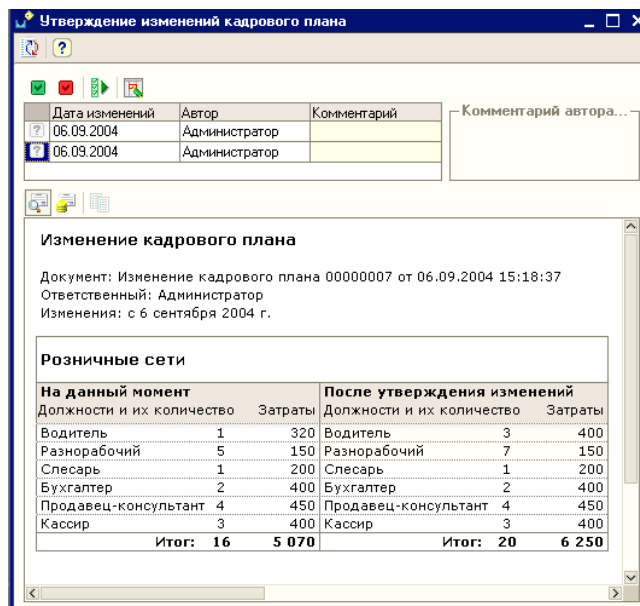 Утверждение изменений кадрового плана
Дата изменений Автор Комментарий
06.09.2004 Администратор
06.09.2004 Администратор
Комментарий автора...
Изменение кадрового плана
Документ: Изменение кадрового плана 00000007 от 06.09.2004 15:18:37
Ответственный: Администратор
Изменения: с 6 сентября 2004 г.
Розничные сети
На данный момент После утверждения изменений
Должности и их количество Затраты Должности и их количество Затраты
Водитель 1 320 Водитель 3 400
Разнорабочий 5 150 Разнорабочий 7 150
Слесарь 1 200 Слесарь 1 200
Бухгалтер 2 400 Бухгалтер 2 400
Продавец-консультант 4 450 Продавец-консультант 4 450
Кассир 3 400 Кассир 3 400
Итог: 16 5 070 Итог: 20 6 250